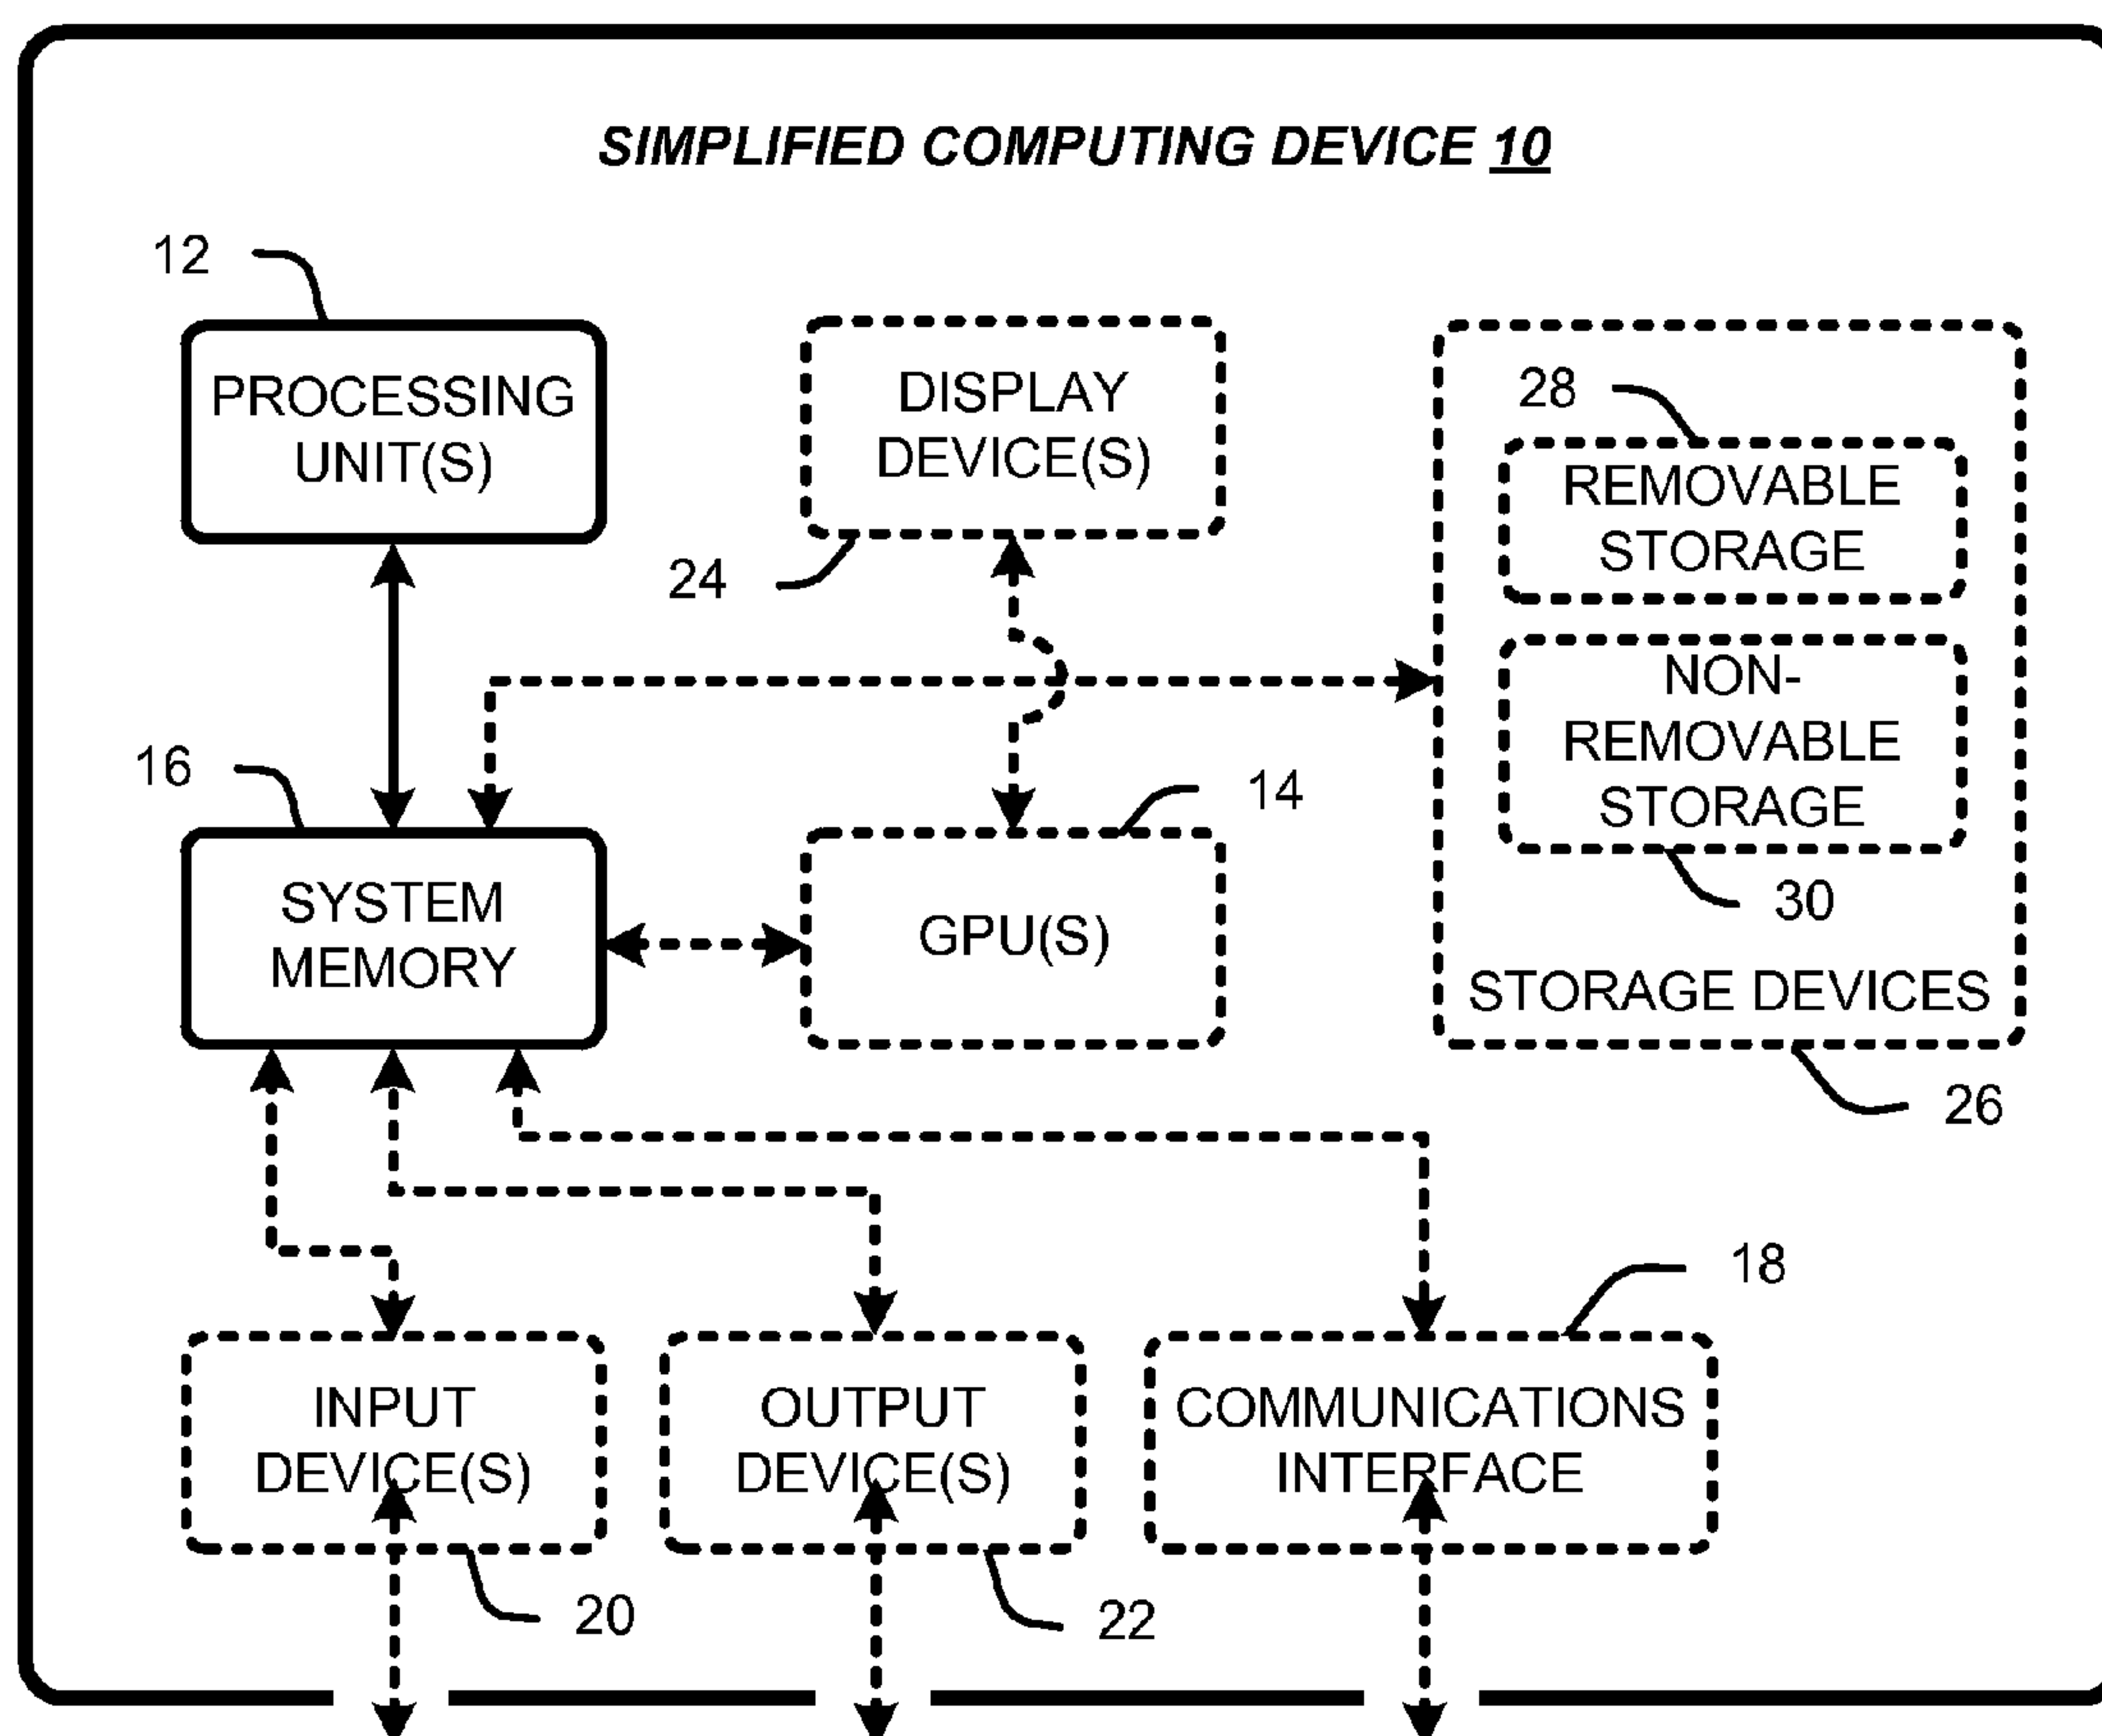 SIMPLIFIED COMPUTING DEVICE 10
12
PROCESSING
UNIT(S)
DISPLAY
DEVICE(S)
24
28
REMOVABLE
STORAGE
NON-
REMOVABLE
STORAGE
30
STORAGE DEVICES
26
16
SYSTEM
MEMORY
14
GPU(S)
18
INPUT
DEVICE(S)
20
OUTPUT
DEVICE(S)
22
COMMUNICATIONS
INTERFACE